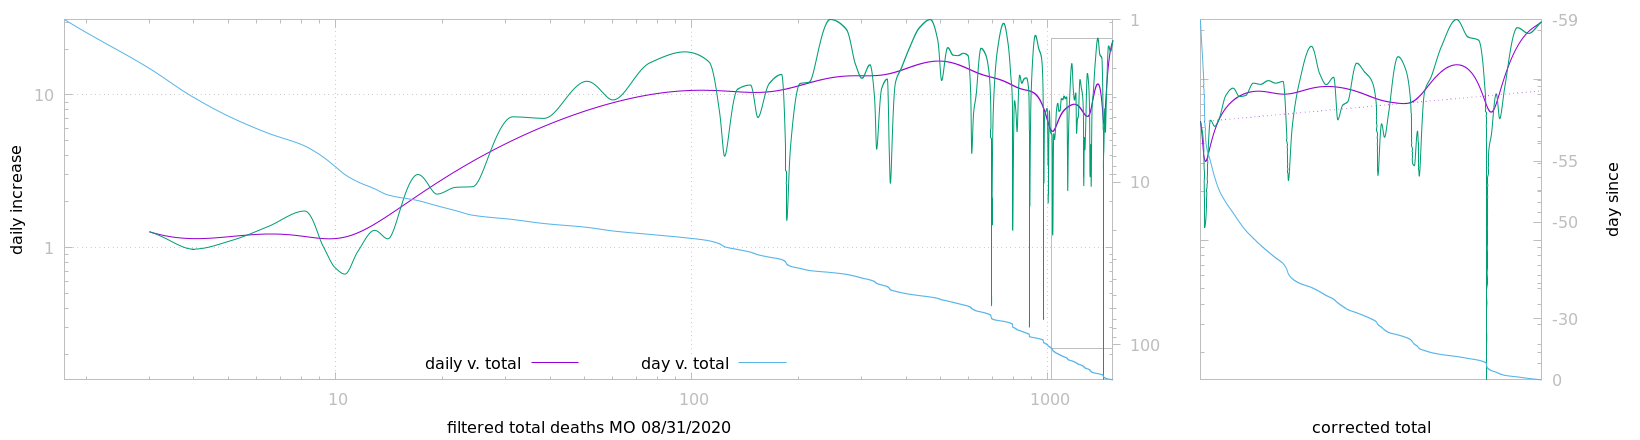 1
-59
10
daily increase
10
-55
day since
1
-50
100
-30
daily v. total
day v. total
0
10
100
1000
filtered total deaths MO 08/31/2020
corrected total